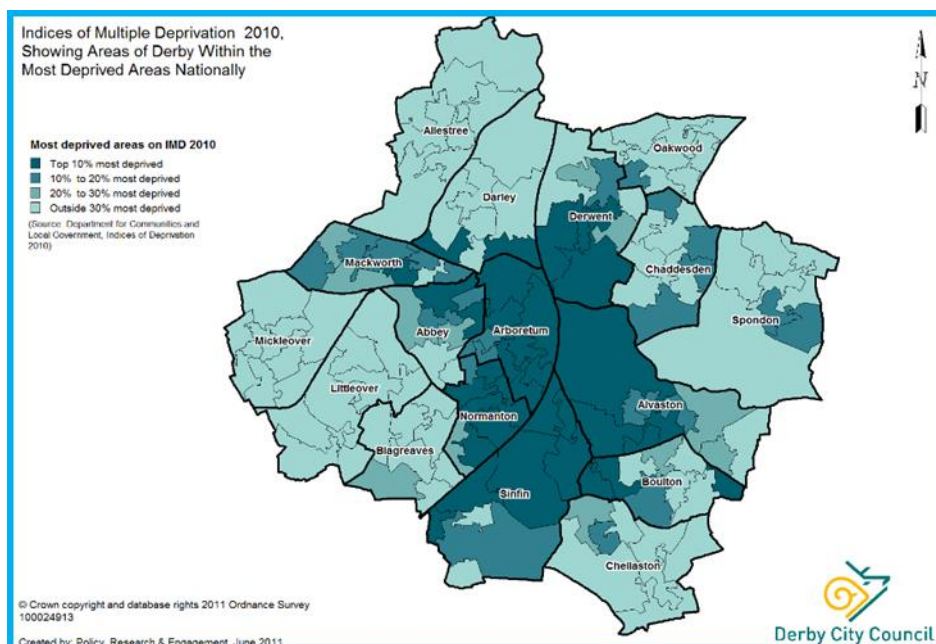 Indices of Multiple Deprivation 2010,
Showing Areas of Derby Within the
Most Deprived Areas Nationally
N
Most deprived areas on IMD 2010
Top 10% most deprived
10% to 20% most deprived
20% to 30% most deprived
Outside 30% most deprived
(Source: Department for Communities and
Local Government, Indices of Deprivation
2010)
Allestree
Oakwood
Darley
Derwent
Mackworth
Chaddesden
Spondon
Abbey
Arboretum
Mickleover
Littleover
Normanton
Alvaston
Blagreaves
Boulton
Sinfin
Chellaston
© Crown copyright and database rights 2011 Ordnance Survey
100024913
Created by: Policy, Research & Engagement, June 2011
Derby City Council